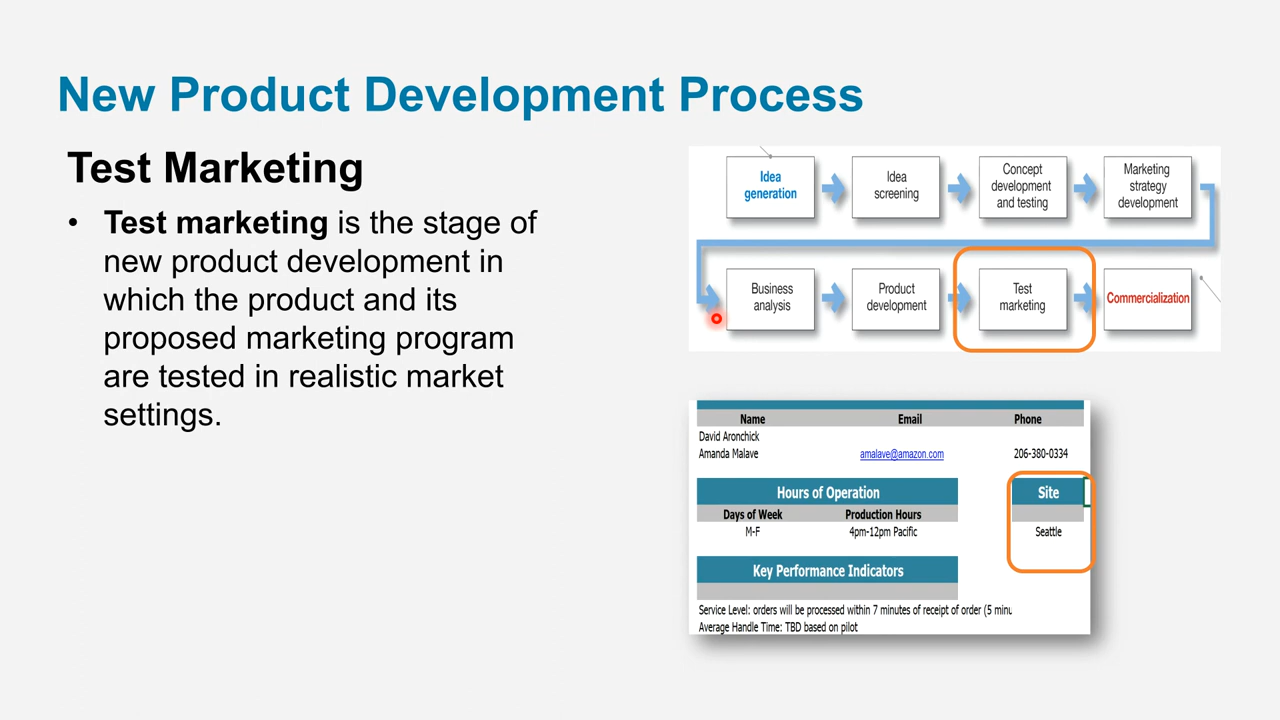 New Product Development Process
Test Marketing
• Test marketing is the stage of
new product development in
which the product and its
proposed marketing program
are tested in realistic market
settings.
Idea
generation
Idea
screening
Concept
development
and testing
Marketing
strategy
development
Business
analysis
Product
development
Test
marketing
Commercialization
Name Email Phone
David Aronchick
Amanda Malave amalave@amazon.com 206-380-0334
Hours of Operation Site
Days of Week Production Hours
M-F 4pm-12pm Pacific Seattle
Key Performance Indicators
Service Level: orders will be processed within 7 minutes of receipt of order (5 minu
Average Handle Time: TBD based on pilot